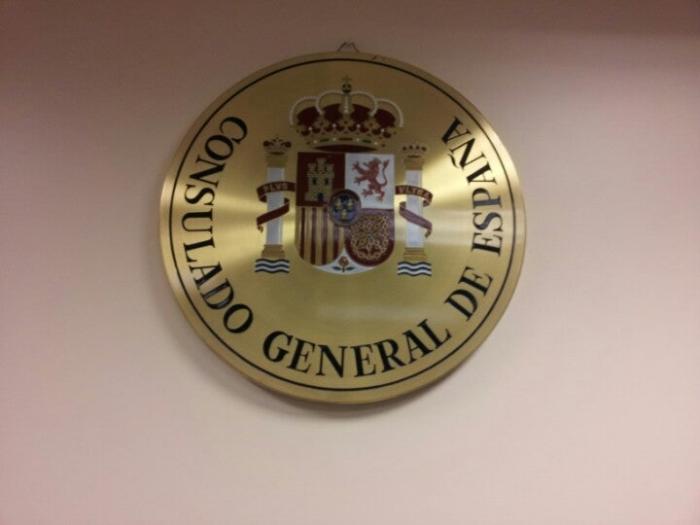 CONSULADO GENERAL DE ESPAÑA
PLVS
VLTRA